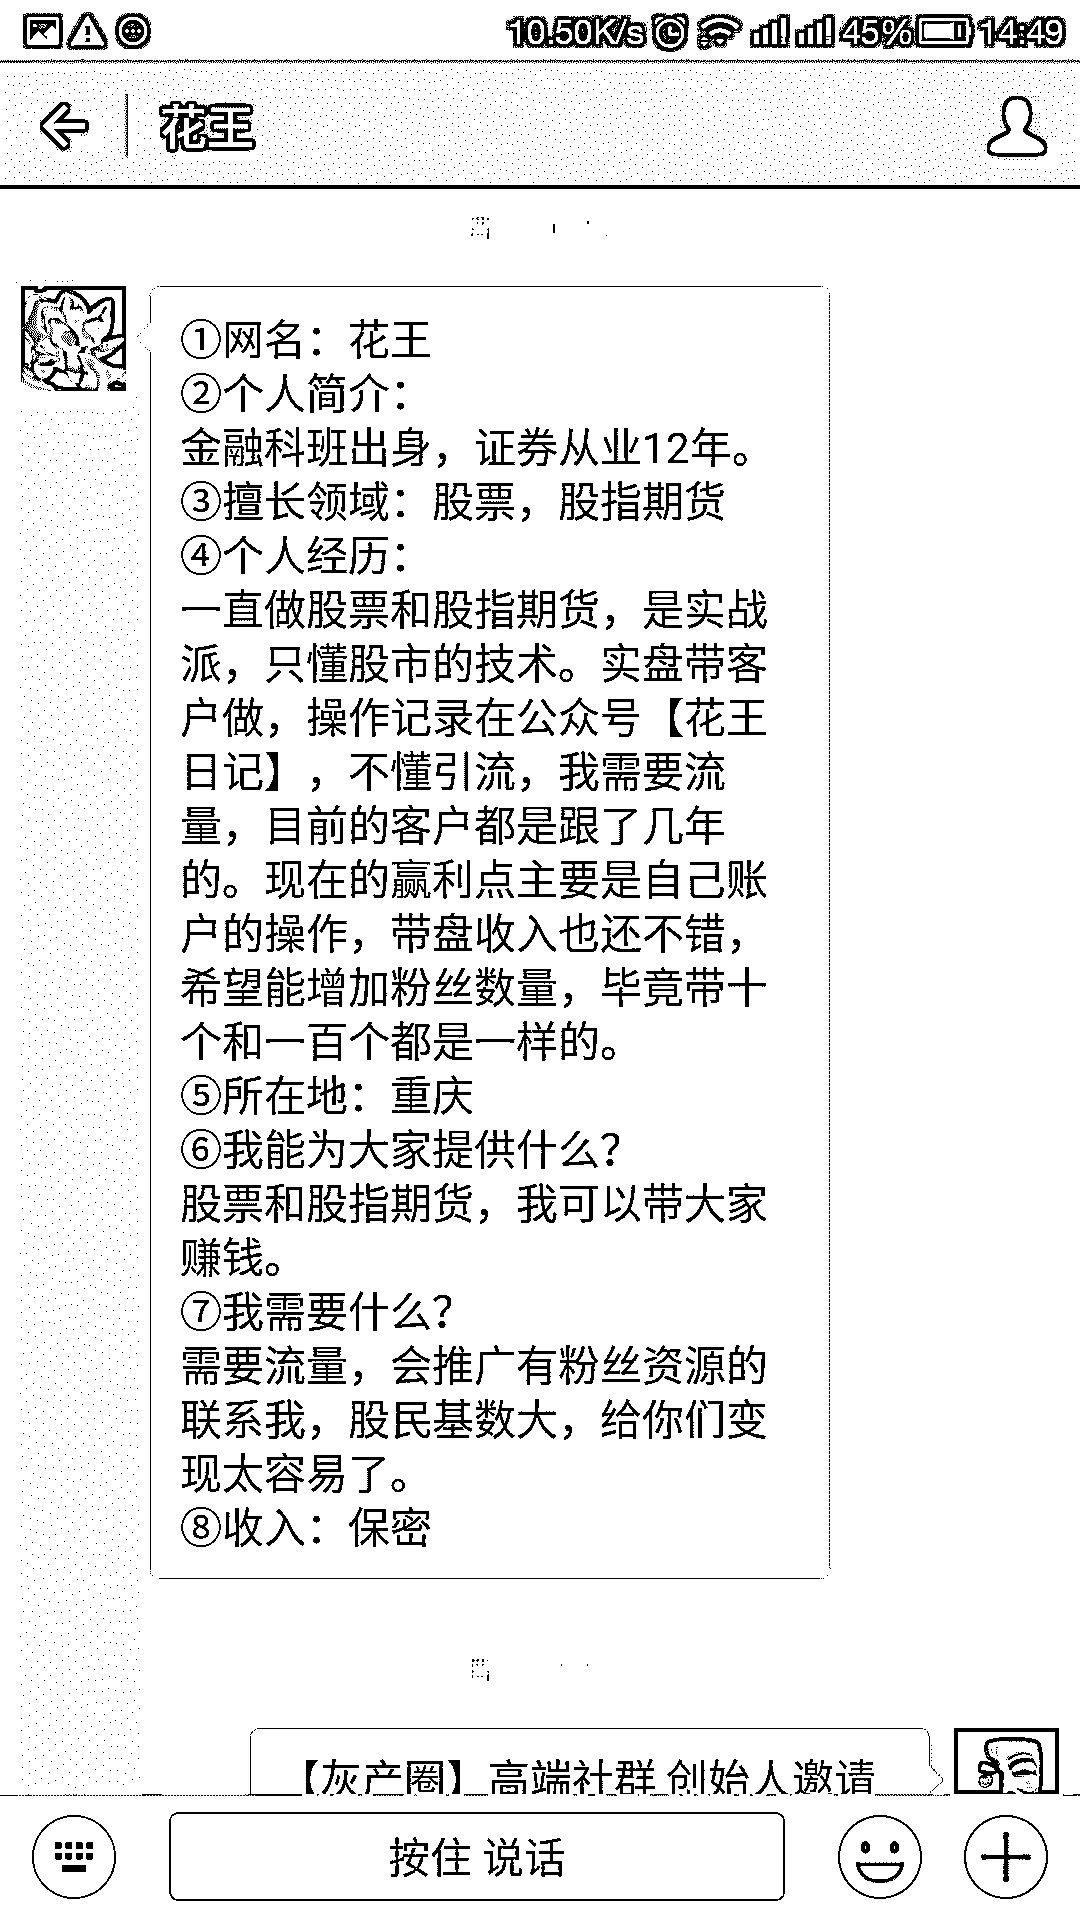 10.50K/s 45% 14:49
花王
①网名：花王
②个人简介：
金融科班出身，证券从业12年。
③擅长领域：股票，股指期货
④个人经历：
一直做股票和股指期货，是实战
派，只懂股市的技术。实盘带客
户做，操作记录在公众号【花王
日记】，不懂引流，我需要流
量，目前的客户都是跟了几年
的。现在的赢利点主要是自己账
户的操作，带盘收入也还不错，
希望能增加粉丝数量，毕竟带十
个和一百个都是一样的。
⑤所在地：重庆
⑥我能为大家提供什么？
股票和股指期货，我可以带大家
赚钱。
⑦我需要什么？
需要流量，会推广有粉丝资源的
联系我，股民基数大，给你们变
现太容易了。
⑧收入：保密
【灰产圈】高端社群 创始人邀请
按住 说话